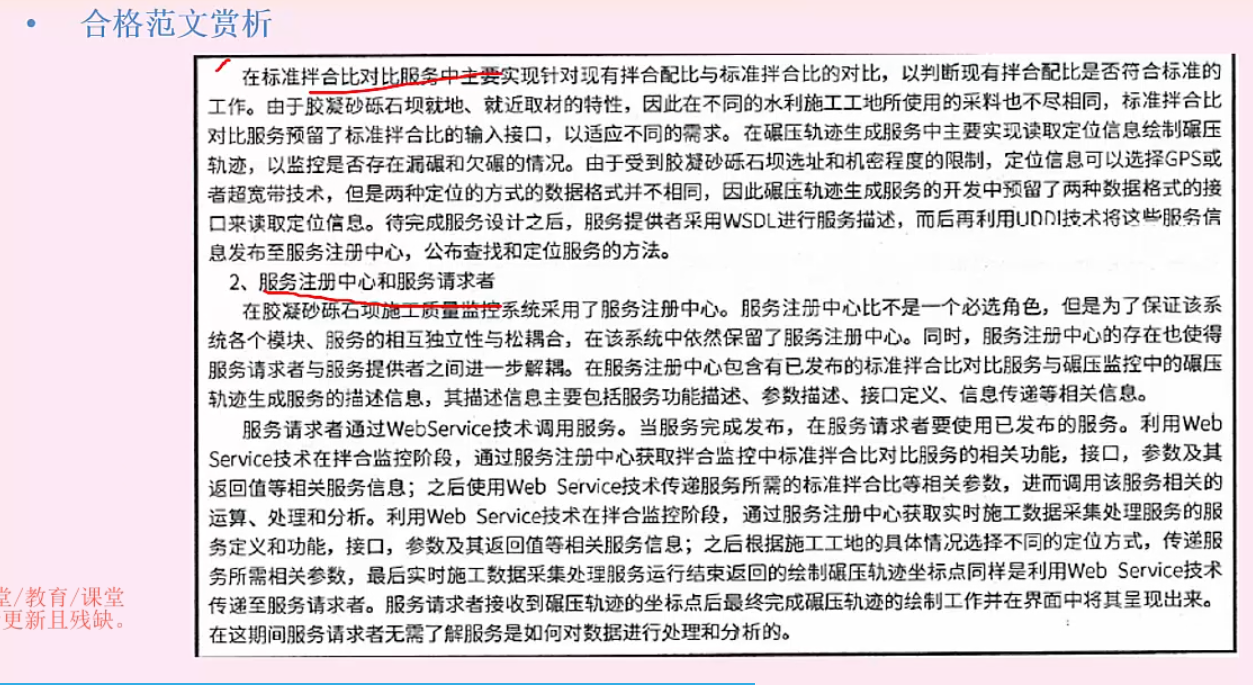 • 合格范文赏析
在标准拌合比对比服务中主要实现针对现有拌合配比与标准拌合比的对比，以判断现有拌合配比是否符合标准的
工作。由于胶凝砂砾石坝就地、就近取材的特性，因此在不同的水利施工工地所使用的采料也不尽相同，标准拌合比
对比服务预留了标准拌合比的输入接口，以适应不同的需求。在碾压轨迹生成服务中主要实现读取定位信息绘制碾压
轨迹，以监控是否存在漏碾和欠碾的情况。由于受到胶凝砂砾石坝选址和机密程度的限制，定位信息可以选择GPS或
者超宽带技术，但是两种定位的方式的数据格式并不相同，因此碾压轨迹生成服务的开发中预留了两种数据格式的接
口来读取定位信息。待完成服务设计之后，服务提供者采用WSDL进行服务描述，而后再利用UDDI技术将这些服务信
息发布至服务注册中心，公布查找和定位服务的方法。
2、服务注册中心和服务请求者
在胶凝砂砾石坝施工质量监控系统采用了服务注册中心。服务注册中心比不是一个必选角色，但是为了保证该系
统各个模块、服务的相互独立性与松耦合，在该系统中依然保留了服务注册中心。同时，服务注册中心的存在也使得
服务请求者与服务提供者之间进一步解耦。在服务注册中心包含有已发布的标准拌合比对比服务与碾压监控中的碾压
轨迹生成服务的描述信息，其描述信息主要包括服务功能描述、参数描述、接口定义、信息传递等相关信息。
服务请求者通过WebService技术调用服务。当服务完成发布，在服务请求者要使用已发布的服务。利用Web
Service技术在拌合监控阶段，通过服务注册中心获取拌合监控中标准拌合比对比服务的相关功能，接口，参数及其
返回值等相关服务信息；之后使用Web Service技术传递服务所需的标准拌合比等相关参数，进而调用该服务相关的
运算、处理和分析。利用Web Service技术在拌合监控阶段，通过服务注册中心获取实时施工数据采集处理服务的服
务定义和功能，接口，参数及其返回值等相关服务信息；之后根据施工工地的具体情况选择不同的定位方式，传递服
务所需相关参数，最后实时施工数据采集处理服务运行结束返回的绘制碾压轨迹坐标点同样是利用Web Service技术
传递至服务请求者。服务请求者接收到碾压轨迹的坐标点后最终完成碾压轨迹的绘制工作并在界面中将其呈现出来。
在这期间服务请求者无需了解服务是如何对数据进行处理和分析的。
堂/教育/课堂
更新且残缺。